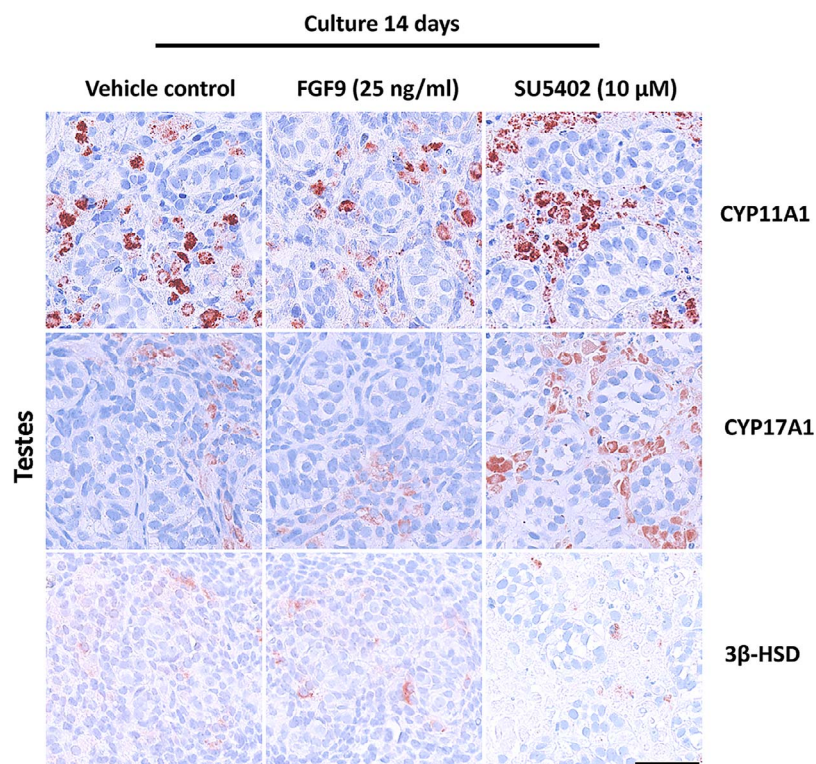 Culture 14 days
Vehicle control
FGF9 (25 ng/ml)
SU5402 (10 µM)
CYP11A1
CYP17A1
3β-HSD
Testes